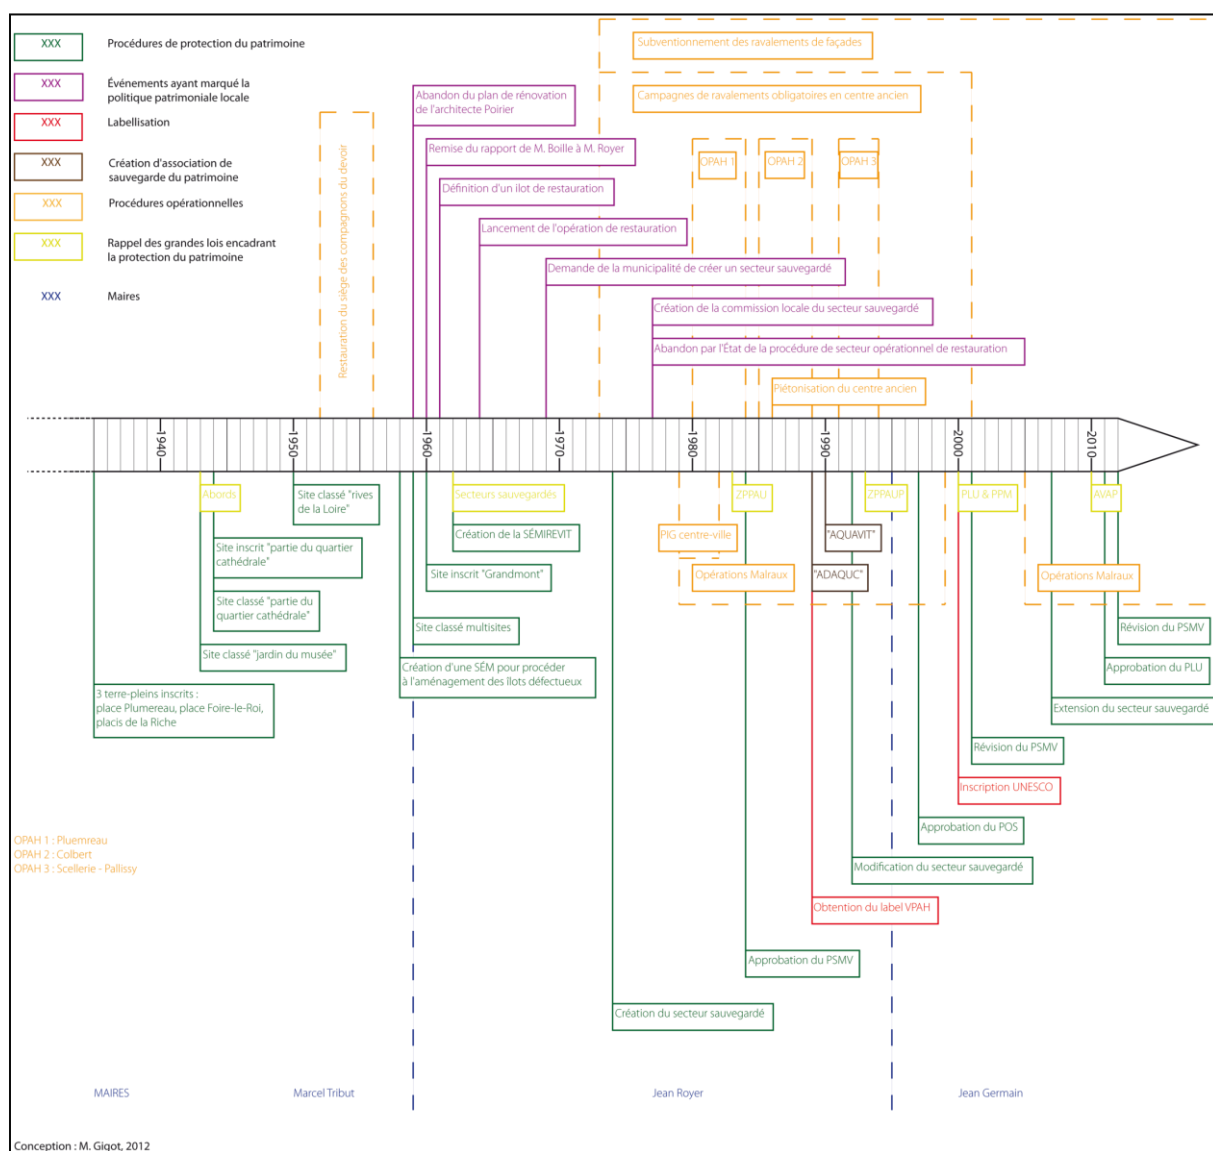 XXX
Procédures de protection du patrimoine
XXX
Événements ayant marqué la
politique patrimoniale locale
XXX
Labellisation
XXX
Création d'association de
sauvegarde du patrimoine
XXX
Procédures opérationnelles
XXX
Rappel des grandes lois encadrant
la protection du patrimoine
XXX
Maires
Subventionnement des ravalements de façades
Campagnes de ravalements obligatoires en centre ancien
Abandon du plan de rénovation
de l'architecte Poirier
Remise du rapport de M. Boille à M. Royer
OPAH 1
OPAH 2
OPAH 3
Définition d'un ilot de restauration
Lancement de l'opération de restauration
Demande de la municipalité de créer un secteur sauvegardé
Création de la commission locale du secteur sauvegardé
Abandon par l'État de la procédure de secteur opérationnel de restauration
Piétonisation du centre ancien
Restauration du siège des compagnons du devoir
1940
1950
1960
1970
1980
1990
2000
2010
Abords
Site classé "rives
de la Loire"
Secteurs sauvegardés
ZPPAU
ZPPAUP
PLU & PPM
AVAP
Site inscrit "partie du quartier
cathédrale"
Création de la SÉMIREVIT
PIG centre-ville
"AQUAVIT"
Site inscrit "Grandmont"
Opérations Malraux
"ADAQUC"
Opérations Malraux
Site classé "partie du
quartier cathédrale"
Site classé multisites
Révision du PSMV
Site classé "jardin du musée"
Création d'une SÉM pour procéder
à l'aménagement des îlots défectueux
Approbation du PLU
3 terre-pleins inscrits :
place Plumereau, place Foire-le-Roi,
placis de la Riche
Extension du secteur sauvegardé
Révision du PSMV
Inscription UNESCO
Approbation du POS
OPAH 1 : Pluemreau
OPAH 2 : Colbert
OPAH 3 : Scellerie - Pallissy
Modification du secteur sauvegardé
Obtention du label VPAH
Approbation du PSMV
Création du secteur sauvegardé
MAIRES
Marcel Tribut
Jean Royer
Jean Germain
Conception : M. Gigot, 2012